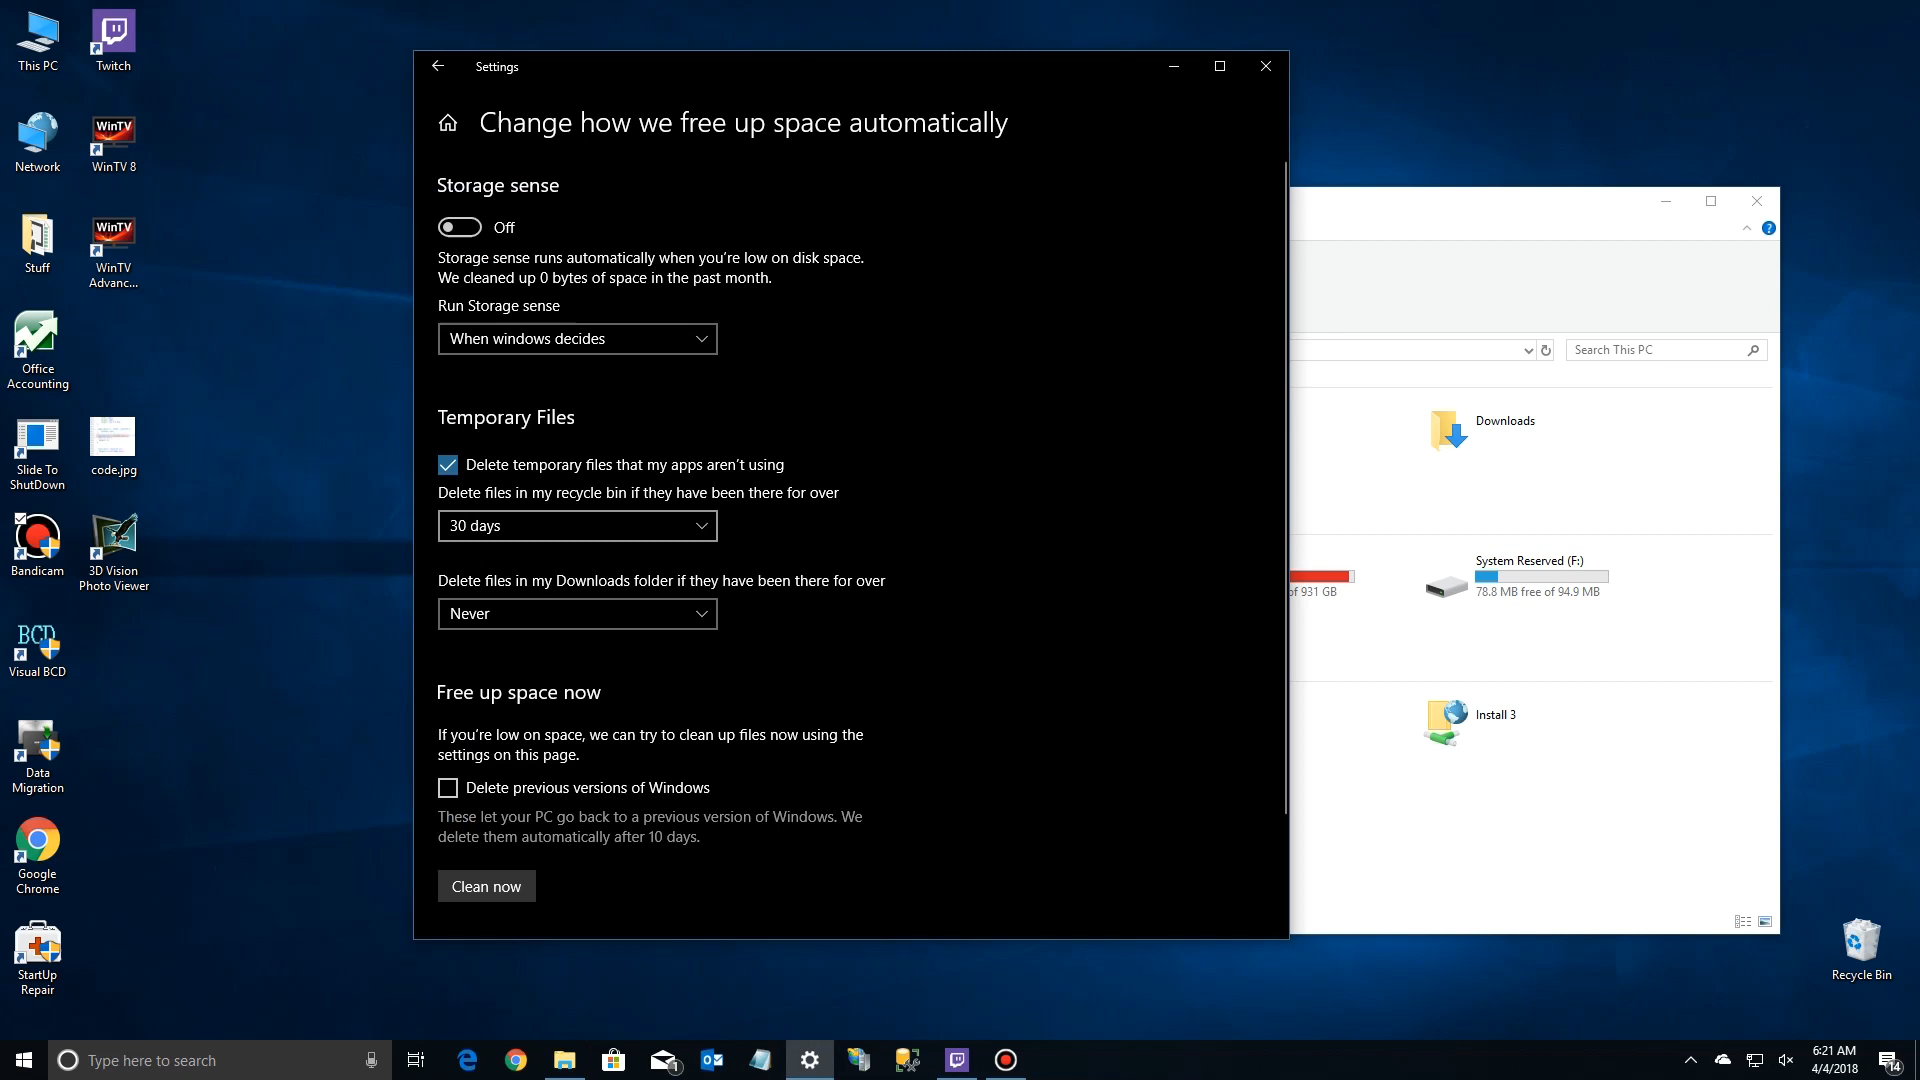 This PC
Twitch
Network
WinTV
WinTV 8
Stuff
WinTV
WinTV
Advanc...
Office
Accounting
Slide To
ShutDown
code.jpg
Bandicam
3D Vision
Photo Viewer
BCD
Visual BCD
Data
Migration
Google
Chrome
StartUp
Repair
Settings
Change how we free up space automatically
Storage sense
Off
Storage sense runs automatically when you're low on disk space.
We cleaned up 0 bytes of space in the past month.
Run Storage sense
When windows decides
Temporary Files
Delete temporary files that my apps aren't using
Delete files in my recycle bin if they have been there for over
30 days
Delete files in my Downloads folder if they have been there for over
Never
Free up space now
If you're low on space, we can try to clean up files now using the
settings on this page.
Delete previous versions of Windows
These let your PC go back to a previous version of Windows. We
delete them automatically after 10 days.
Clean now
Search This PC
Downloads
System Reserved (F:)
of 931 GB
78.8 MB free of 94.9 MB
Install 3
Recycle Bin
Type here to search
1
6:21 AM
4/4/2018
14